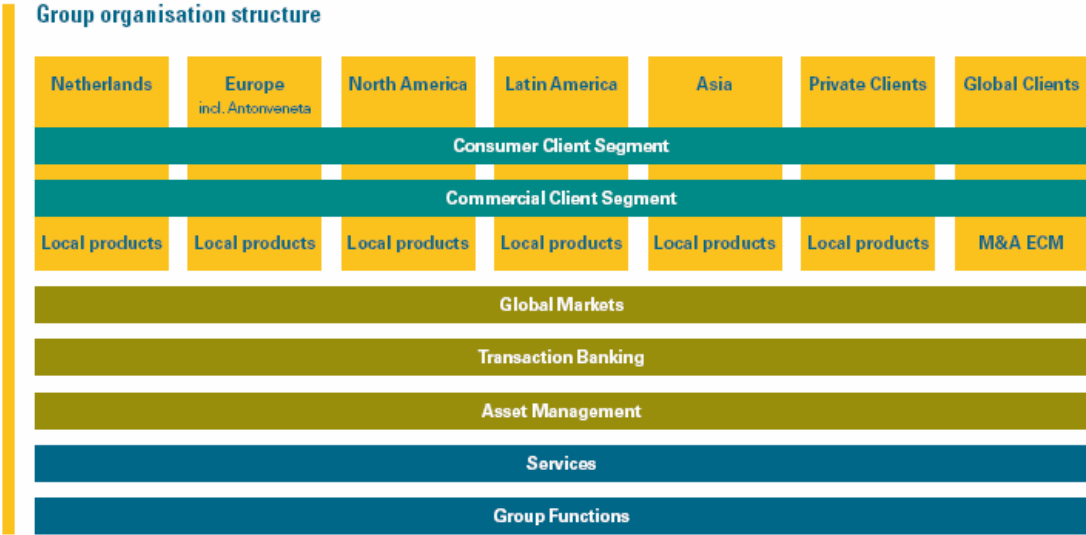 Group organisation structure
Netherlands
Europe
incl. Antonveneta
North America
Latin America
Asia
Private Clients
Global Clients
Consumer Client Segment
Commercial Client Segment
Local products
Local products
Local products
Local products
Local products
Local products
M&A ECM
Global Markets
Transaction Banking
Asset Management
Services
Group Functions